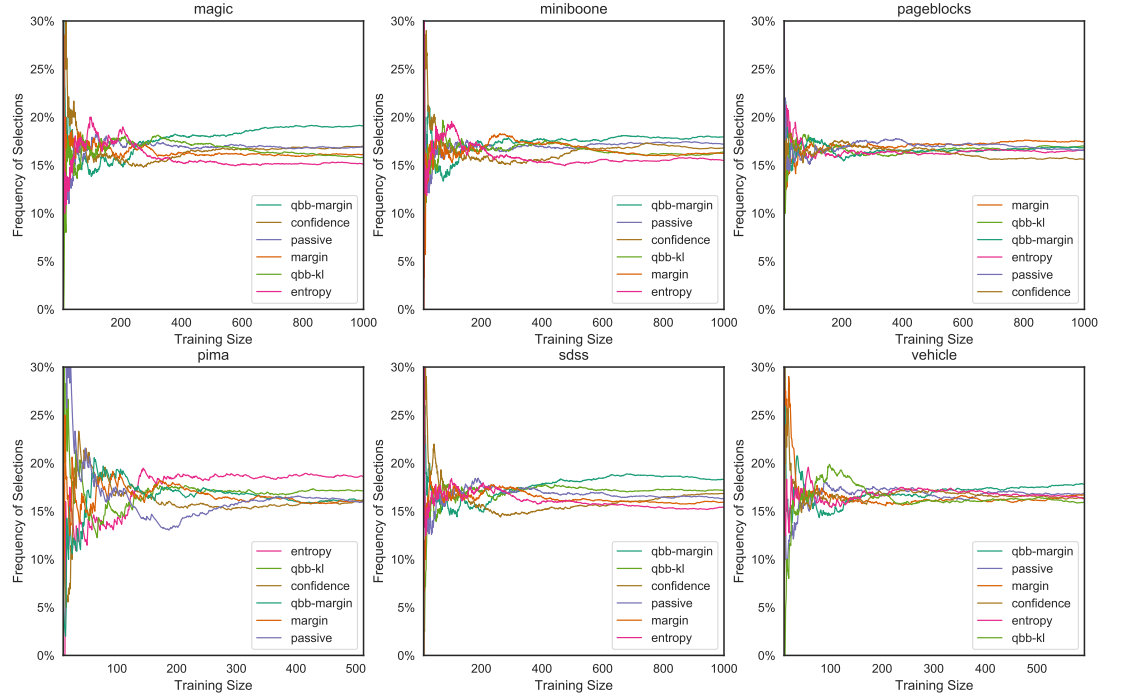 magic
Frequency of Selections
30%
25%
20%
15%
10%
5%
0%
qbb-margin
confidence
passive
margin
qbb-kl
entropy
200 400 600 800 1000
Training Size
miniboone
Frequency of Selections
30%
25%
20%
15%
10%
5%
0%
qbb-margin
passive
confidence
qbb-kl
margin
entropy
200 400 600 800 1000
Training Size
pageblocks
Frequency of Selections
30%
25%
20%
15%
10%
5%
0%
margin
qbb-kl
qbb-margin
entropy
passive
confidence
200 400 600 800 1000
Training Size
pima
Frequency of Selections
30%
25%
20%
15%
10%
5%
0%
entropy
qbb-kl
confidence
qbb-margin
margin
passive
100 200 300 400 500
Training Size
sdss
Frequency of Selections
30%
25%
20%
15%
10%
5%
0%
qbb-margin
qbb-kl
confidence
passive
margin
entropy
200 400 600 800 1000
Training Size
vehicle
Frequency of Selections
30%
25%
20%
15%
10%
5%
0%
qbb-margin
passive
margin
confidence
entropy
qbb-kl
100 200 300 400 500
Training Size